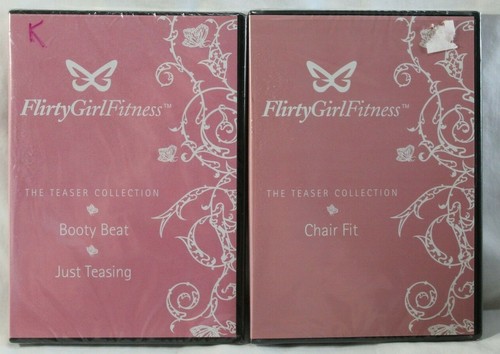 K
FlirtyGirlFitness™
THE TEASER COLLECTION
Booty Beat
Just Teasing
FlirtyGirlFitness™
THE TEASER COLLECTION
Chair Fit